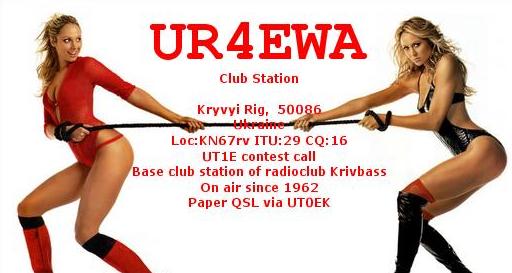 UR4EWA
Club Station
Kryvyi Rig, 50086
Ukraine
Loc:KN67rv ITU:29 CQ:16
UT1E contest call
Base club station of radioclub Krivbass
On air since 1962
Paper QSL via UT0EK